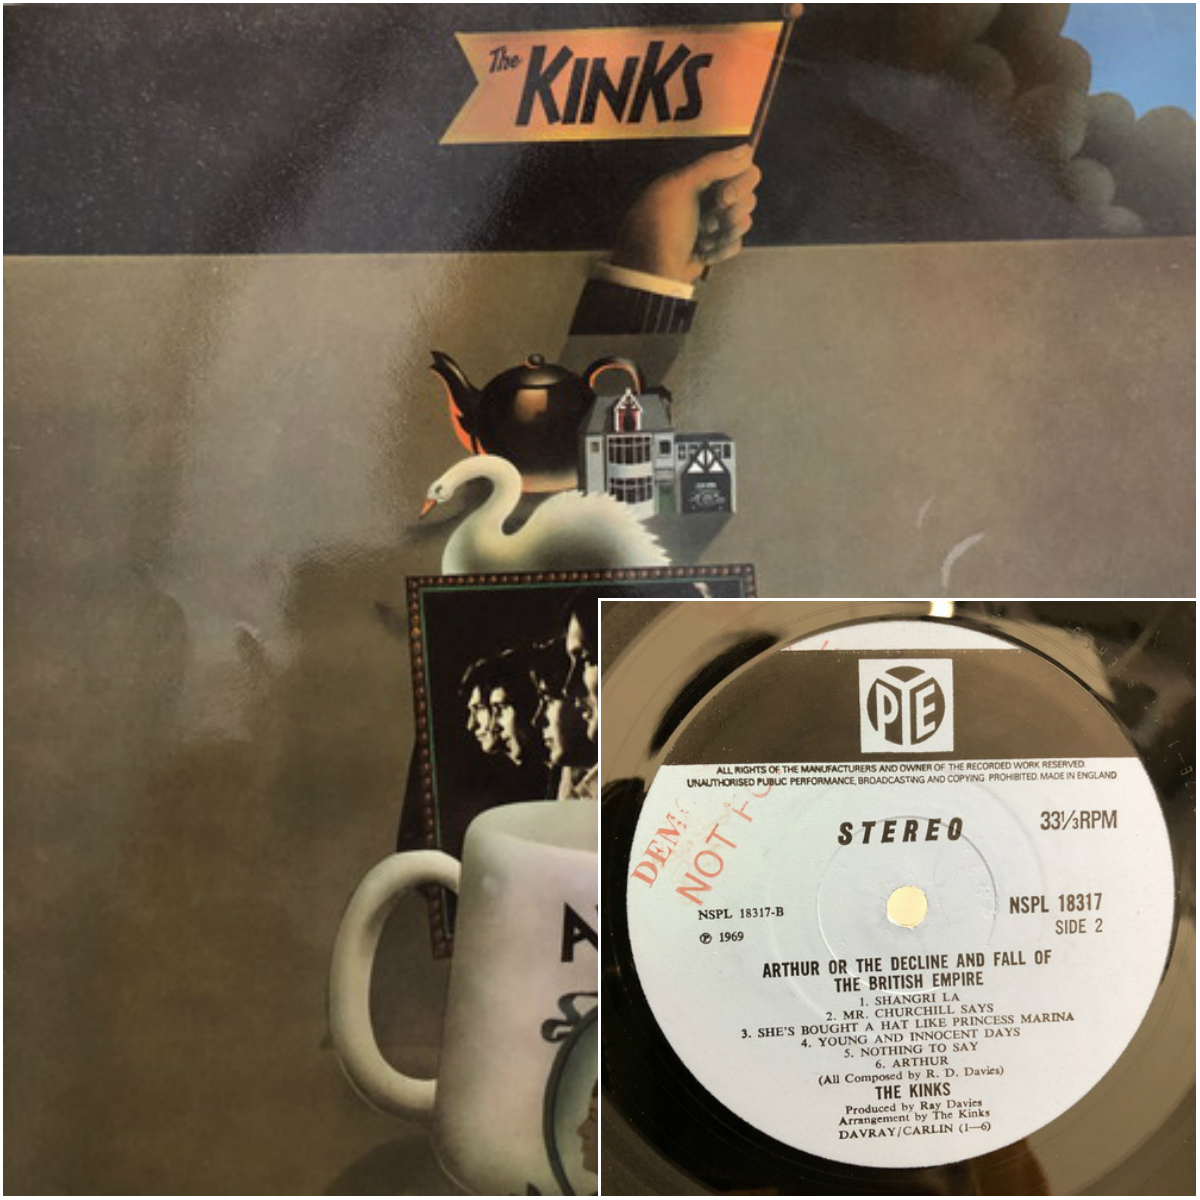 The KINKS
PYE
ALL RIGHTS OF THE MANUFACTURERS AND OWNER OF THE RECORDED WORK RESERVED.
UNAUTHORISED PUBLIC PERFORMANCE, BROADCASTING AND COPYING PROHIBITED. MADE IN ENGLAND
STEREO
33⅓RPM
NOT
NSPL 18317-B
℗ 1969
NSPL 18317
SIDE 2
ARTHUR OR THE DECLINE AND FALL OF
THE BRITISH EMPIRE
1. SHANGRI LA
2. MR. CHURCHILL SAYS
3. SHE'S BOUGHT A HAT LIKE PRINCESS MARINA
4. YOUNG AND INNOCENT DAYS
5. NOTHING TO SAY
6. ARTHUR
(All Composed by R. D. Davies)
THE KINKS
Produced by Ray Davies
Arrangement by The Kinks
DAVRAY/CARLIN (1—6)